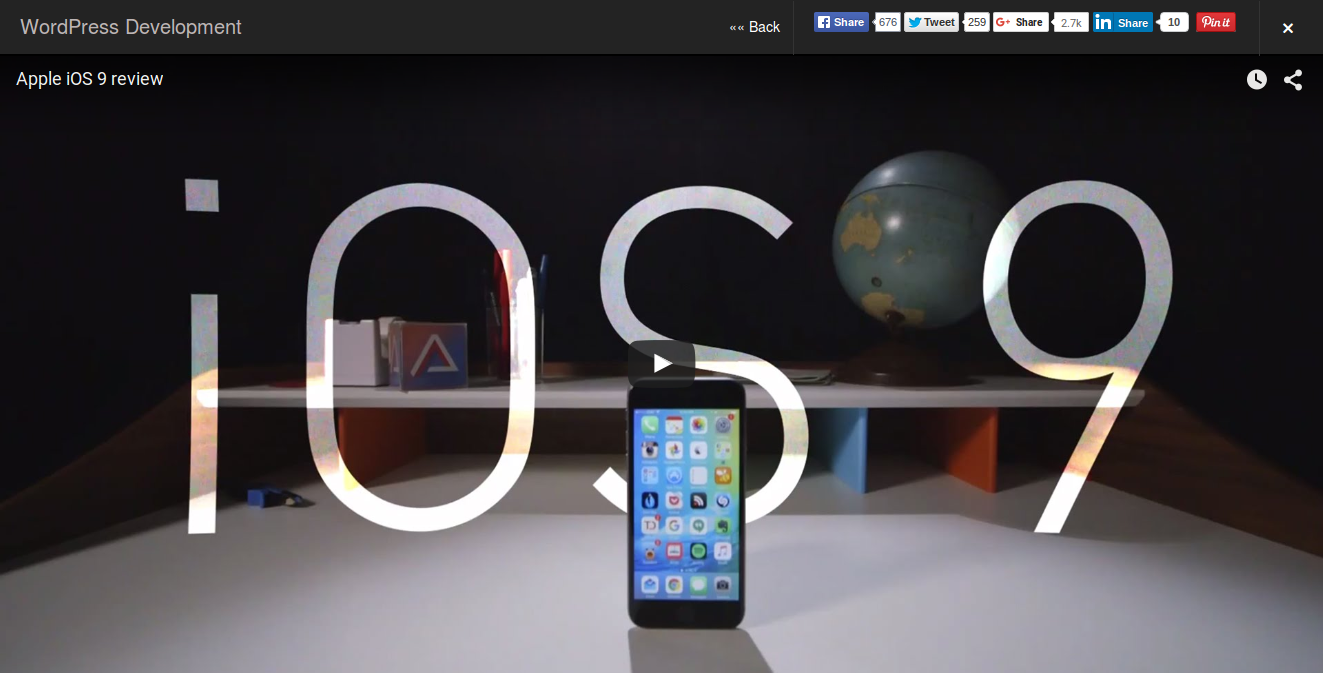 WordPress Development
«« Back
Share
676
Tweet
259
G+ Share
2.7k
in Share
10
Pin it
×
Apple iOS 9 review
iOS 9